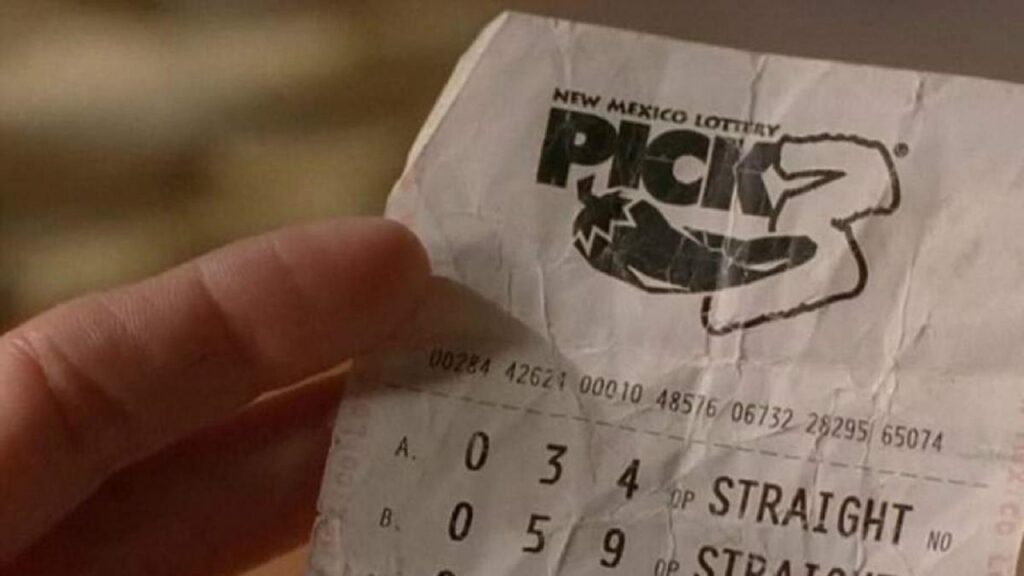 NEW MEXICO LOTTERY
PICK 3®
00284 42621 00010 48576 06732 28295 65074
A. 0 3 4 QP STRAIGHT NO
B. 0 5 9 QP STRAIGHT